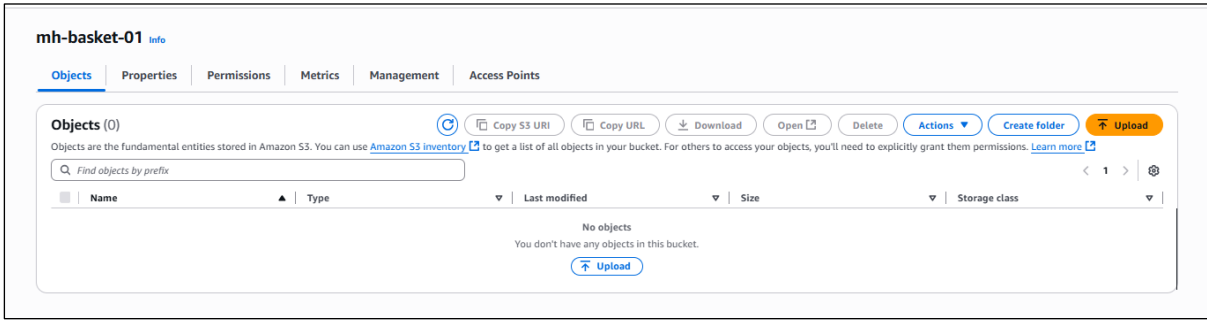 mh-basket-01 Info
Objects Properties Permissions Metrics Management Access Points
Objects (0) Copy S3 URI Copy URL Download Open Delete Actions Create folder Upload
Objects are the fundamental entities stored in Amazon S3. You can use Amazon S3 inventory to get a list of all objects in your bucket. For others to access your objects, you'll need to explicitly grant them permissions. Learn more
Find objects by prefix 1
Name Type Last modified Size Storage class
No objects
You don't have any objects in this bucket.
Upload